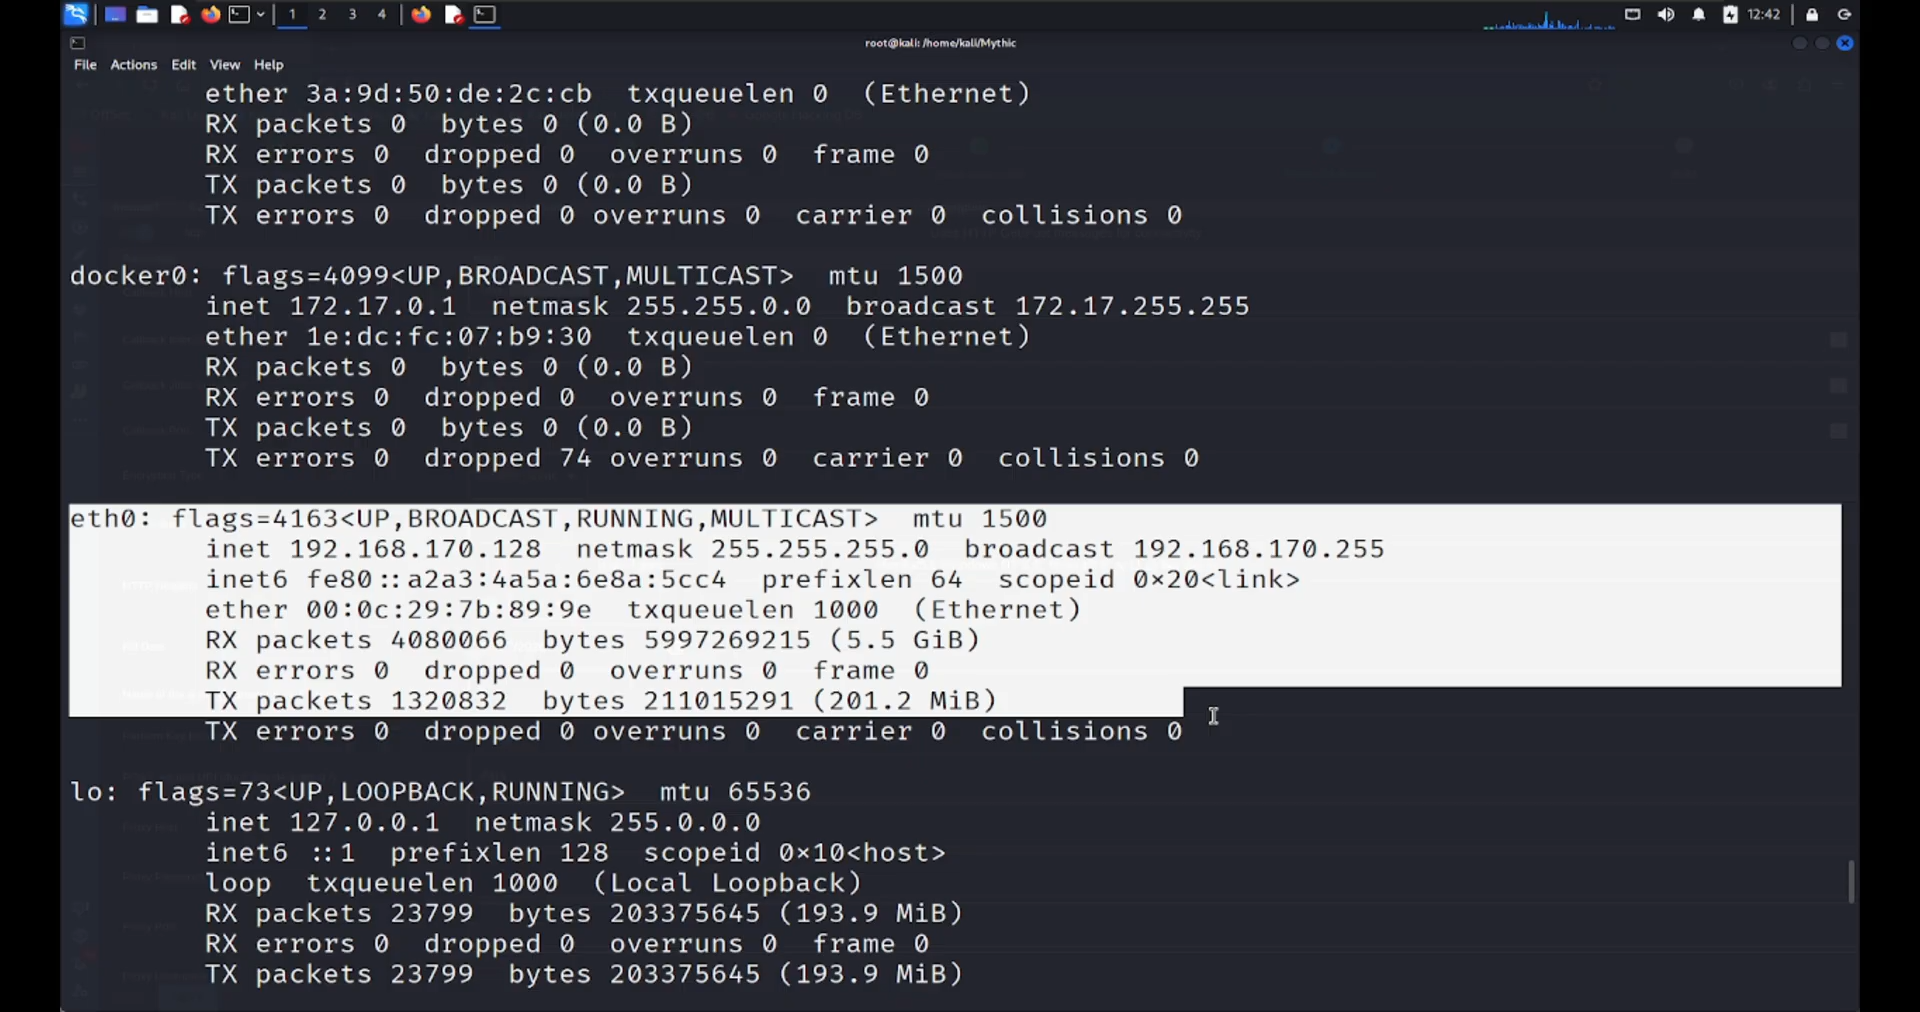 1 2 3 4 12:42
root@kali: /home/kali/Mythic
File Actions Edit View Help
ether 3a:9d:50:de:2c:cb txqueuelen 0 (Ethernet)
RX packets 0 bytes 0 (0.0 B)
RX errors 0 dropped 0 overruns 0 frame 0
TX packets 0 bytes 0 (0.0 B)
TX errors 0 dropped 0 overruns 0 carrier 0 collisions 0
docker0: flags=4099<UP,BROADCAST,MULTICAST> mtu 1500
inet 172.17.0.1 netmask 255.255.0.0 broadcast 172.17.255.255
ether 1e:dc:fc:07:b9:30 txqueuelen 0 (Ethernet)
RX packets 0 bytes 0 (0.0 B)
RX errors 0 dropped 0 overruns 0 frame 0
TX packets 0 bytes 0 (0.0 B)
TX errors 0 dropped 74 overruns 0 carrier 0 collisions 0
eth0: flags=4163<UP,BROADCAST,RUNNING,MULTICAST> mtu 1500
inet 192.168.170.128 netmask 255.255.255.0 broadcast 192.168.170.255
inet6 fe80::a2a3:4a5a:6e8a:5cc4 prefixlen 64 scopeid 0×20<link>
ether 00:0c:29:7b:89:9e txqueuelen 1000 (Ethernet)
RX packets 4080066 bytes 5997269215 (5.5 GiB)
RX errors 0 dropped 0 overruns 0 frame 0
TX packets 1320832 bytes 211015291 (201.2 MiB)
TX errors 0 dropped 0 overruns 0 carrier 0 collisions 0
lo: flags=73<UP,LOOPBACK,RUNNING> mtu 65536
inet 127.0.0.1 netmask 255.0.0.0
inet6 ::1 prefixlen 128 scopeid 0×10<host>
loop txqueuelen 1000 (Local Loopback)
RX packets 23799 bytes 203375645 (193.9 MiB)
RX errors 0 dropped 0 overruns 0 frame 0
TX packets 23799 bytes 203375645 (193.9 MiB)